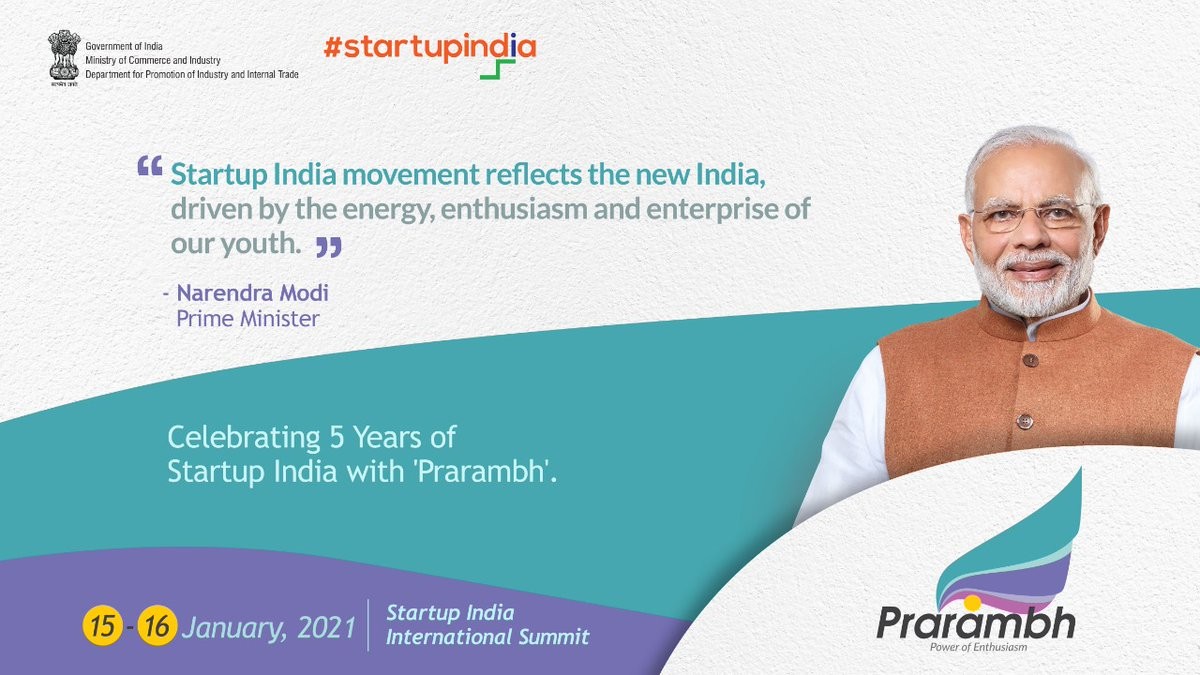 Government of India
Ministry of Commerce and Industry
Department for Promotion of Industry and Internal Trade
#startupindia
“ Startup India movement reflects the new India,
driven by the energy, enthusiasm and enterprise of
our youth. ”
- Narendra Modi
Prime Minister
Celebrating 5 Years of
Startup India with 'Prarambh'.
15 - 16 January, 2021
Startup India
International Summit
Prarambh
Power of Enthusiasm